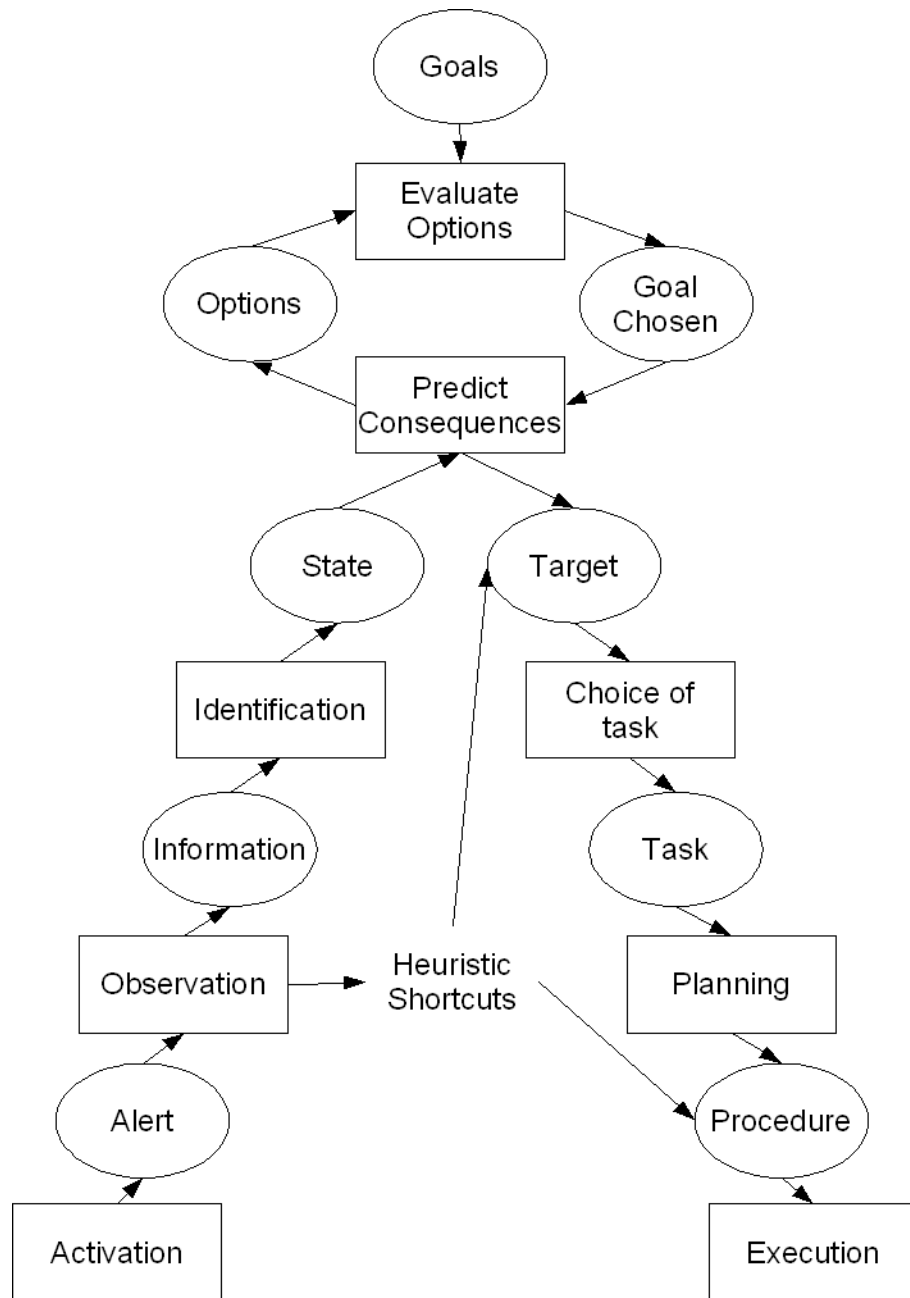 Goals
Evaluate
Options
Options
Goal
Chosen
Predict
Consequences
State
Target
Identification
Choice of
task
Information
Task
Observation
Heuristic
Shortcuts
Planning
Alert
Procedure
Activation
Execution